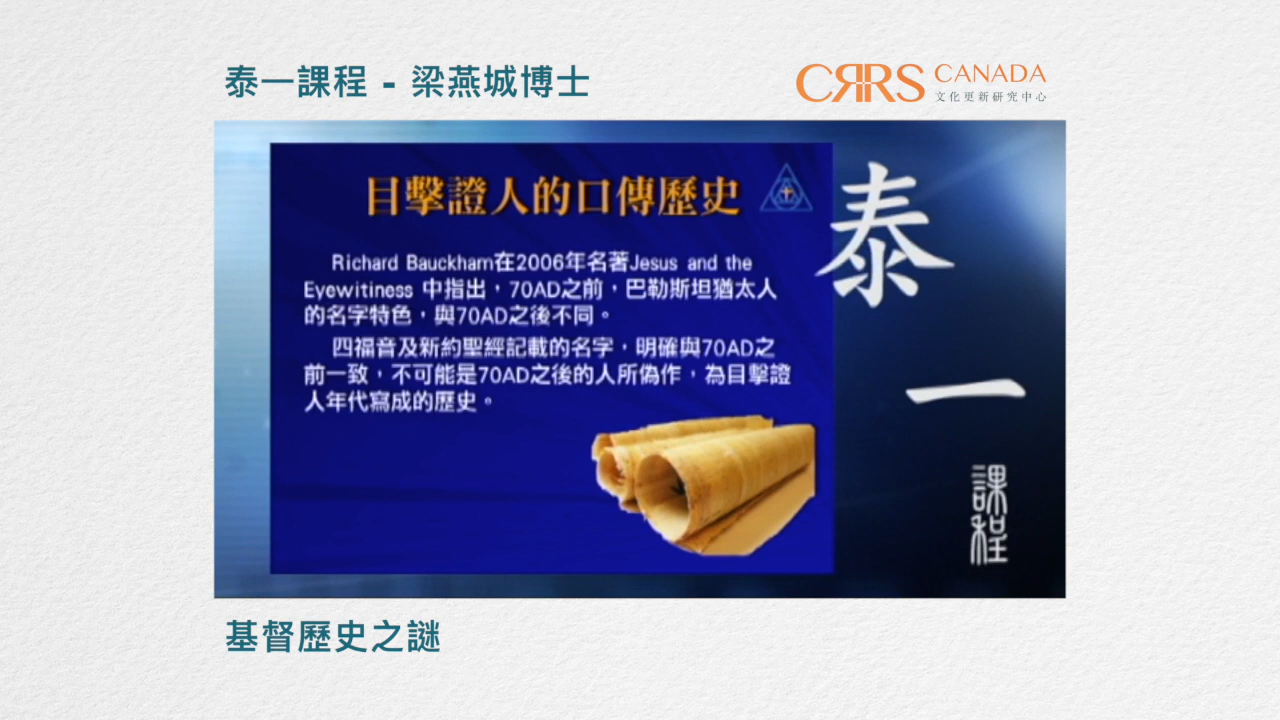 泰一課程 - 梁燕城博士
CRRS CANADA
文化更新研究中心
目擊證人的口傳歷史
Richard Bauckham在2006年名著Jesus and the
Eyewitiness 中指出，70AD之前，巴勒斯坦猶太人
的名字特色，與70AD之後不同。
四福音及新約聖經記載的名字，明確與70AD之
前一致，不可能是70AD之後的人所偽作，為目擊證
人年代寫成的歷史。
泰
一
課程
基督歷史之謎